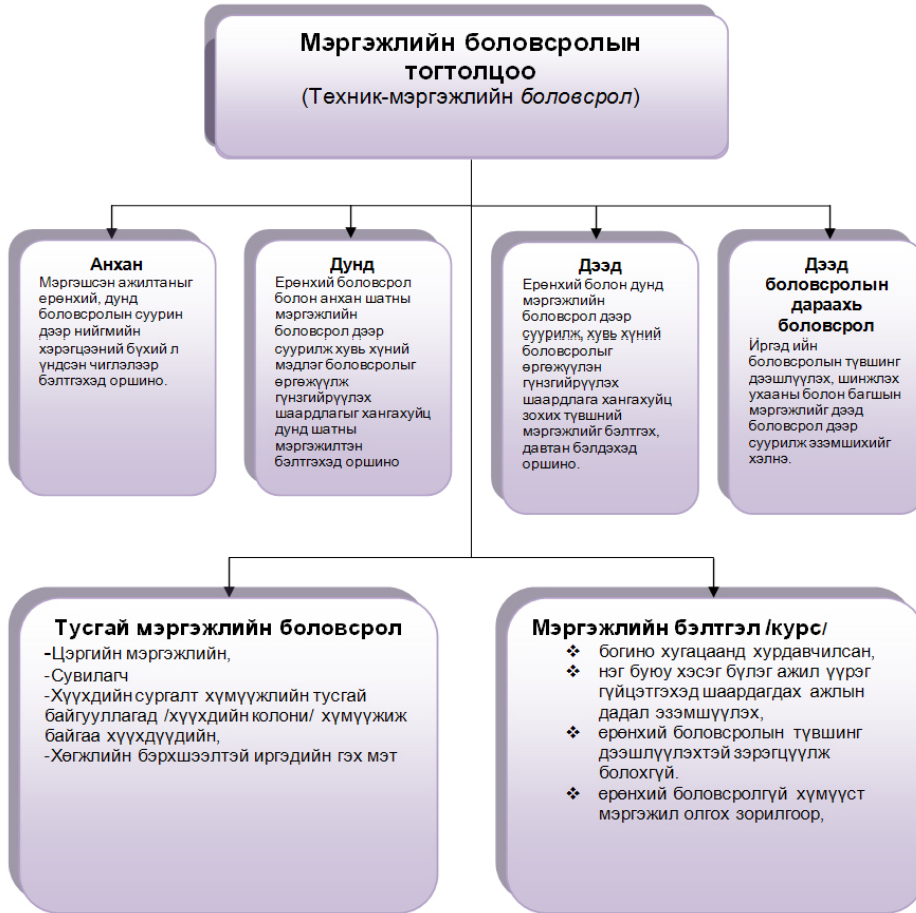 Мэргэжлийн боловсролын
тогтолцоо
(Техник-мэргэжлийн боловсрол)
Анхан
Мэргэшсэн ажилтаныг
ерөнхий, дунд
боловсролын суурин
дээр нийгмийн
хэрэгцээний бүхий л
үндсэн чиглэлээр
бэлтгэхэд оршино.
Дунд
Ерөнхий боловсрол
болон анхан шатны
мэргэжлийн
боловсрол дээр
суурилж хувь хүний
мэдлэг боловсролыг
өргөжүүлж
гүнзгийрүүлэх
шаардлагыг хангахуйц
дунд шатны
мэргэжилтэн
бэлтгэхэд оршино
Дээд
Ерөнхий болон дунд
мэргэжлийн
боловсрол дээр
суурилж, хувь хүний
боловсролыг
өргөжүүлэн
гүнзгийрүүлэх
шаардлага хангахуйц
зохих түвшний
мэргэжлийг бэлтгэх,
давтан бэлдэхэд
оршино.
Дээд
боловсролын
дараахь
боловсрол
Йргэд ийн
боловсролын түвшинг
дээшлүүлэх, шинжлэх
ухааны болон багшын
мэргэжлийг дээд
боловсрол дээр
суурилж эзэмшихийг
хэлнэ.
Тусгай мэргэжлийн боловсрол
-Цэргийн мэргэжлийн,
-Сувилагч
-Хүүхдийн сургалт хүмүүжлийн тусгай
байгууллагад /хүүхдийн колони/ хүмүүжиж
байгаа хүүхдүүдийн,
-Хөгжлийн бэрхшээлтэй иргэдийн гэх мэт
Мэргэжлийн бэлтгэл /курс/
❖ богино хугацаанд хурдавчилсан,
❖ нэг буюу хэсэг бүлэг ажил үүрэг
гүйцэтгэхэд шаардагдах ажлын
дадал эзэмшүүлэх,
❖ ерөнхий боловсролын түвшинг
дээшлүүлэхтэй зэрэгцүүлж
болохгүй.
❖ ерөнхий боловсролгүй хүмүүст
мэргэжил олгох зорилгоор,